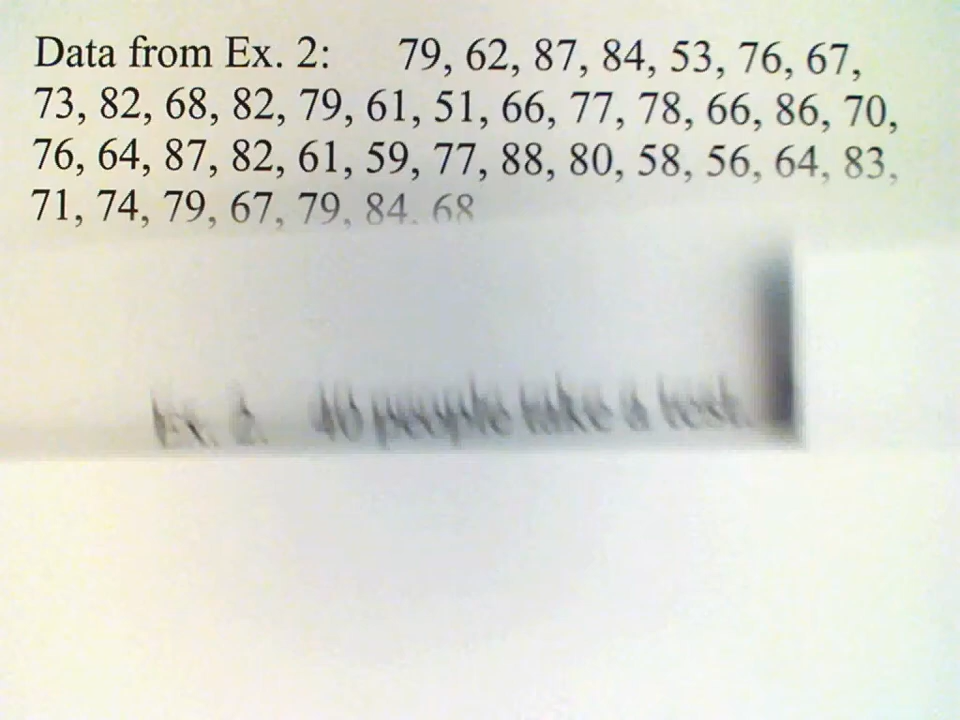 Data from Ex. 2: 79, 62, 87, 84, 53, 76, 67,
73, 82, 68, 82, 79, 61, 51, 66, 77, 78, 66, 86, 70,
76, 64, 87, 82, 61, 59, 77, 88, 80, 58, 56, 64, 83,
71, 74, 79, 67, 79, 84, 68
Ex. 2. 40 people take a test.